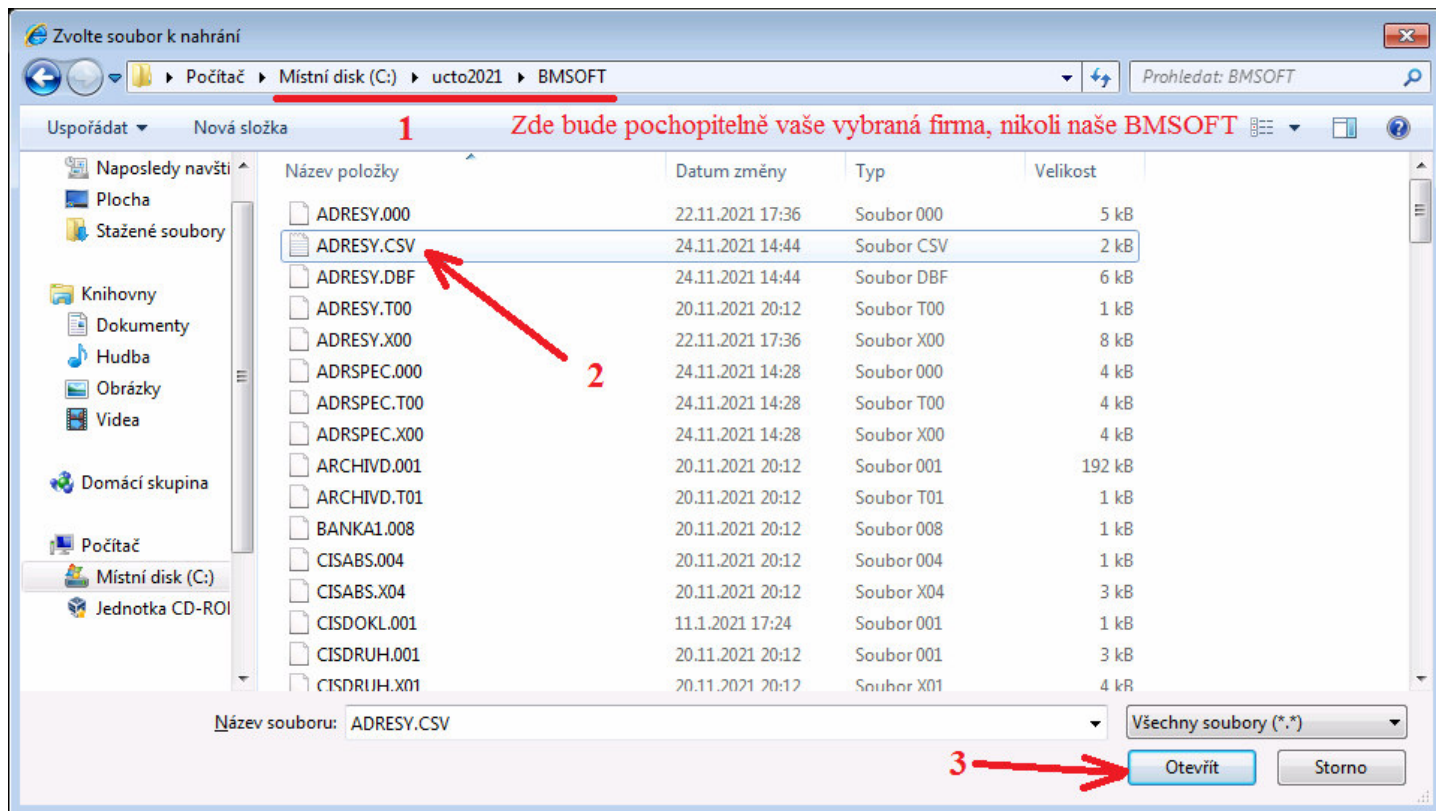 Zvolte soubor k nahrání
Počítač ▸ Místní disk (C:) ▸ ucto2021 ▸ BMSOFT
Prohledat: BMSOFT
Uspořádat Nová složka
1
Zde bude pochopitelně vaše vybraná firma, nikoli naše BMSOFT
Naposledy navšti
Plocha
Stažené soubory
Knihovny
Dokumenty
Hudba
Obrázky
Videa
Domácí skupina
Počítač
Místní disk (C:)
Jednotka CD-ROI
Název položky Datum změny Typ Velikost
ADRESY.000 22.11.2021 17:36 Soubor 000 5 kB
ADRESY.CSV 24.11.2021 14:44 Soubor CSV 2 kB
ADRESY.DBF 24.11.2021 14:44 Soubor DBF 6 kB
ADRESY.T00 20.11.2021 20:12 Soubor T00 1 kB
ADRESY.X00 22.11.2021 17:36 Soubor X00 8 kB
ADRSPEC.000 24.11.2021 14:28 Soubor 000 4 kB
2
ADRSPEC.T00 24.11.2021 14:28 Soubor T00 4 kB
ADRSPEC.X00 24.11.2021 14:28 Soubor X00 4 kB
ARCHIVD.001 20.11.2021 20:12 Soubor 001 192 kB
ARCHIVD.T01 20.11.2021 20:12 Soubor T01 1 kB
BANKA1.008 20.11.2021 20:12 Soubor 008 1 kB
CISABS.004 20.11.2021 20:12 Soubor 004 1 kB
CISABS.X04 20.11.2021 20:12 Soubor X04 3 kB
CISDOKL.001 11.1.2021 17:24 Soubor 001 1 kB
CISDRUH.001 20.11.2021 20:12 Soubor 001 3 kB
CISDRUH.X01 20.11.2021 20:12 Soubor X01 4 kB
Název souboru: ADRESY.CSV
Všechny soubory (*.*)
3
Otevřít Storno